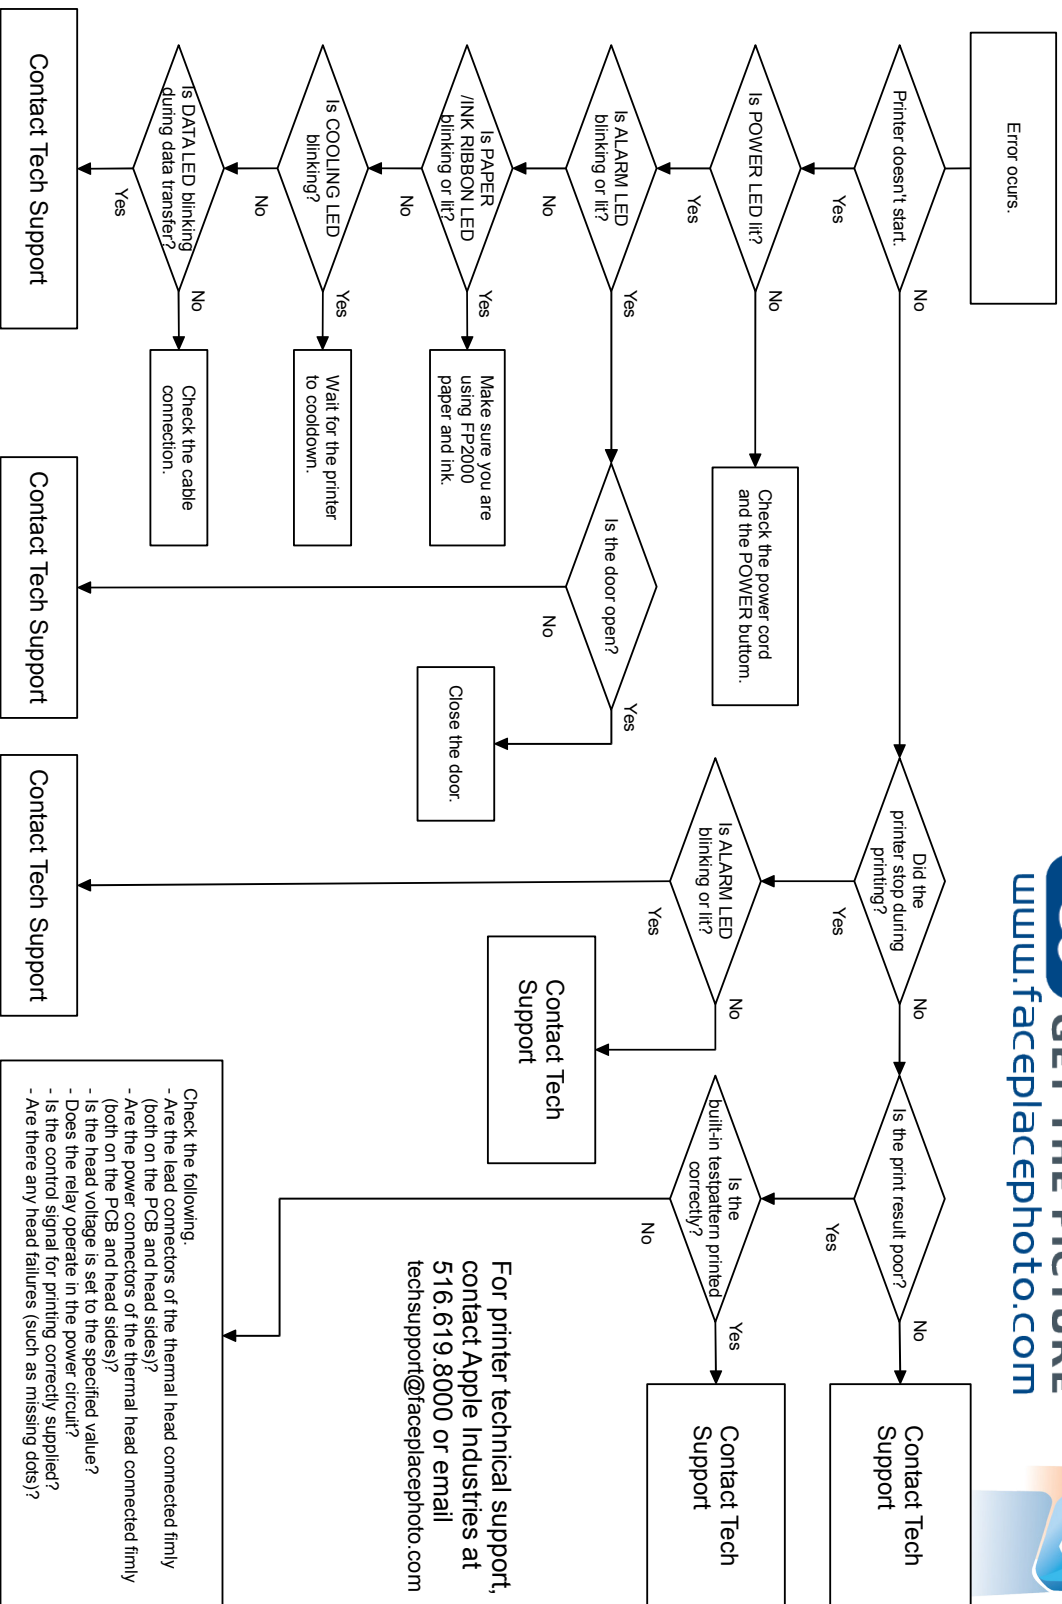 GET THE PICTURE
www.faceplacephoto.com
Error ocurs.
Printer doesn't start.
No
Yes
Is POWER LED lit?
No
Yes
Check the power cord
and the POWER buttom.
Is ALARM LED
blinking or lit?
Yes
No
Is the door open?
Yes
No
Close the door.
Contact Tech Support
Is PAPER
/INK RIBBON LED
blinking or lit?
Yes
No
Make sure you are
using FP2000
paper and ink.
Is COOLING LED
blinking?
Yes
No
Wait for the printer
to cooldown.
Is DATA LED blinking
during data transfer?
No
Yes
Check the cable
connection.
Contact Tech Support
Did the
printer stop during
printing?
No
Yes
Is ALARM LED
blinking or lit?
No
Yes
Contact Tech
Support
Contact Tech Support
Is the print result poor?
No
Yes
Contact Tech
Support
Is the
built-in testpattern printed
correctly?
Yes
No
Contact Tech
Support
For printer technical support,
contact Apple Industries at
516.619.8000 or email
techsupport@faceplacephoto.com
Check the following.
- Are the lead connectors of the thermal head connected fimly
(both on the PCB and head sides)?
- Are the power connectors of the thermal head connected fimly
(both on the PCB and head sides)?
- Is the head voltage is set to the specified value?
- Does the relay operate in the power circuit?
- Is the control signal for printing correctly supplied?
- Are there any head failures (such as missing dots)?